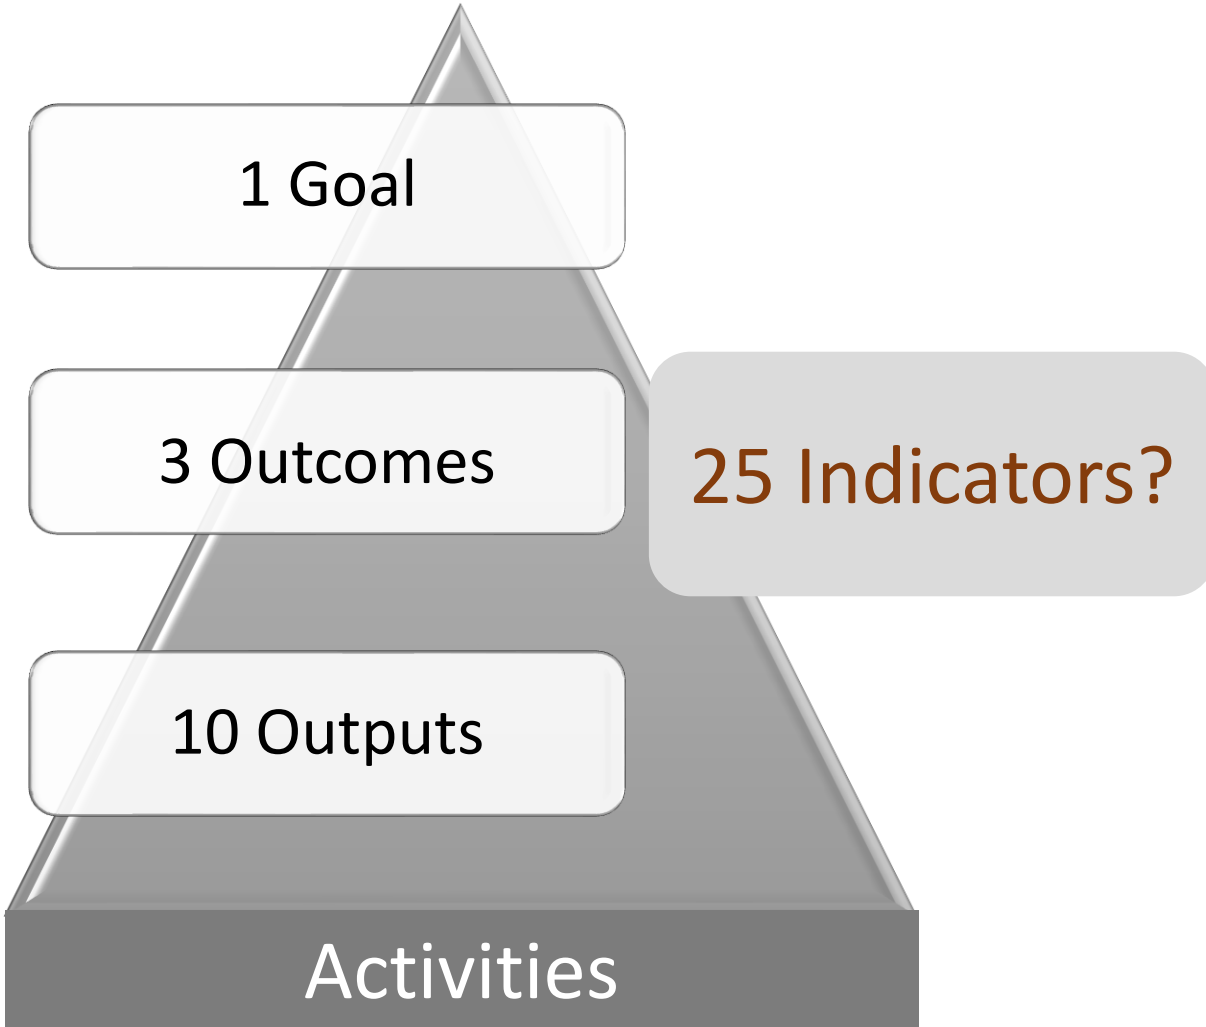 1 Goal
3 Outcomes
25 Indicators?
10 Outputs
Activities